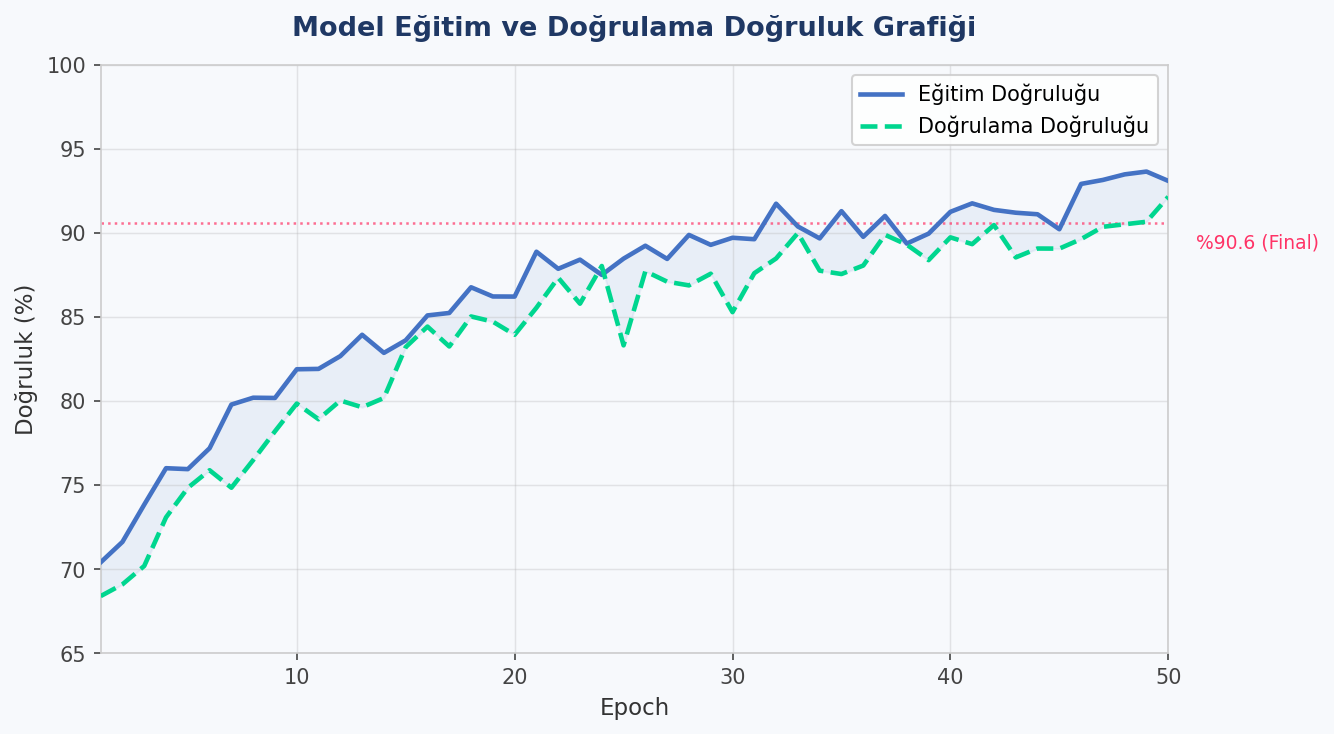 Model Eğitim ve Doğrulama Doğruluk Grafiği
Eğitim Doğruluğu
Doğrulama Doğruluğu
Doğruluk (%)
100
95
90
85
80
75
70
65
%90.6 (Final)
10
20
30
40
50
Epoch